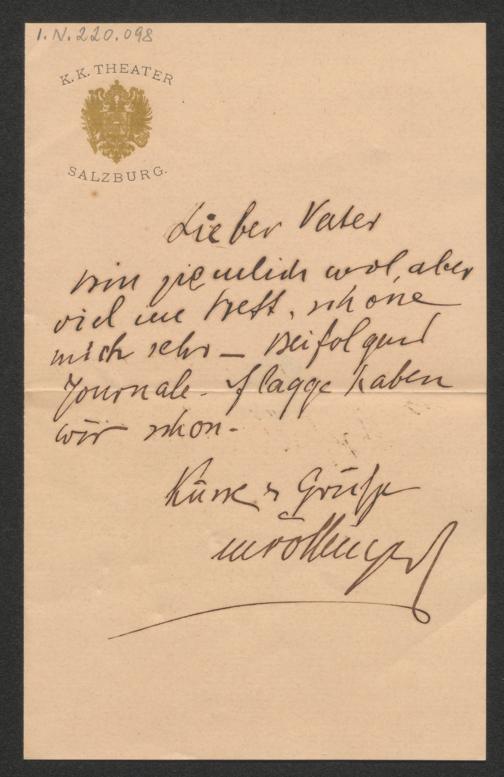 I.N. 220.098
K.K. THEATER
SALZBURG.
Lieber Vater
bin ziemlich wol, aber
viel im Bett, schone
mich sehr – Beifolgend
Journale. Flagge haben
wir schon.
Küsse u Grüße